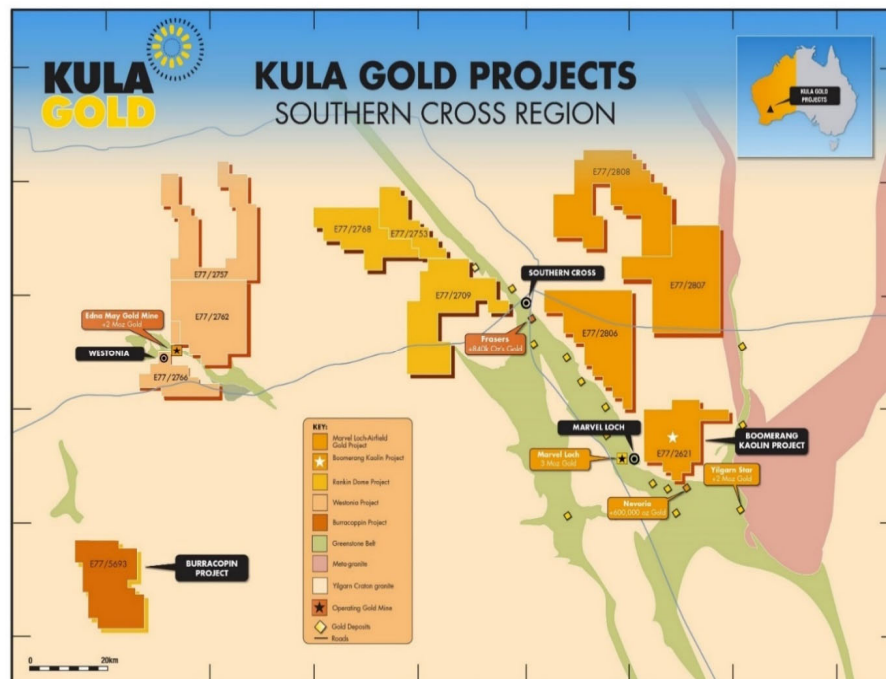 KULA
GOLD
KULA GOLD PROJECTS
SOUTHERN CROSS REGION
KULA GOLD
PROJECTS
E77/2808
E77/2768
E77/2753
E77/2757
SOUTHERN CROSS
E77/2807
E77/2709
Edna May Gold Mine
+2 Moz Gold
E77/2762
E77/2806
Frasers
WESTONIA
E77/2766
KEY:
Marvel Loch-Airfield
Gold Project
Boomerang Kaolin Project
Rankin Dome Project
Westonia Project
Burracoppin Project
Greenstone Belt
Meta-granite
Yilgarn Craton granite
Operating Gold Mine
Gold Deposits
Roads
MARVEL LOCH
BOOMERANG
KAOLIN PROJECT
E77/2621
Marvel Loch
3 Moz Gold
Yilgarn Star
+2 Moz Gold
Nevoria
+600,000 oz Gold
E77/5693
BURRACOPIN
PROJECT
0 20km